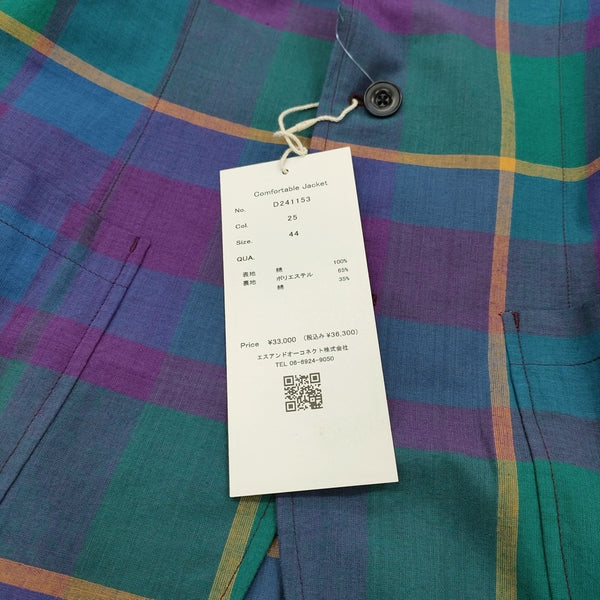 Comfortable Jacket
No. D241153
Col. 25
Size. 44
QUA.
表地 綿 100%
裏地 ポリエステル 65%
綿 35%
Price ¥33,000 (税込み ¥36,300)
エスアンドオーコネクト株式会社
TEL 06-6924-9050